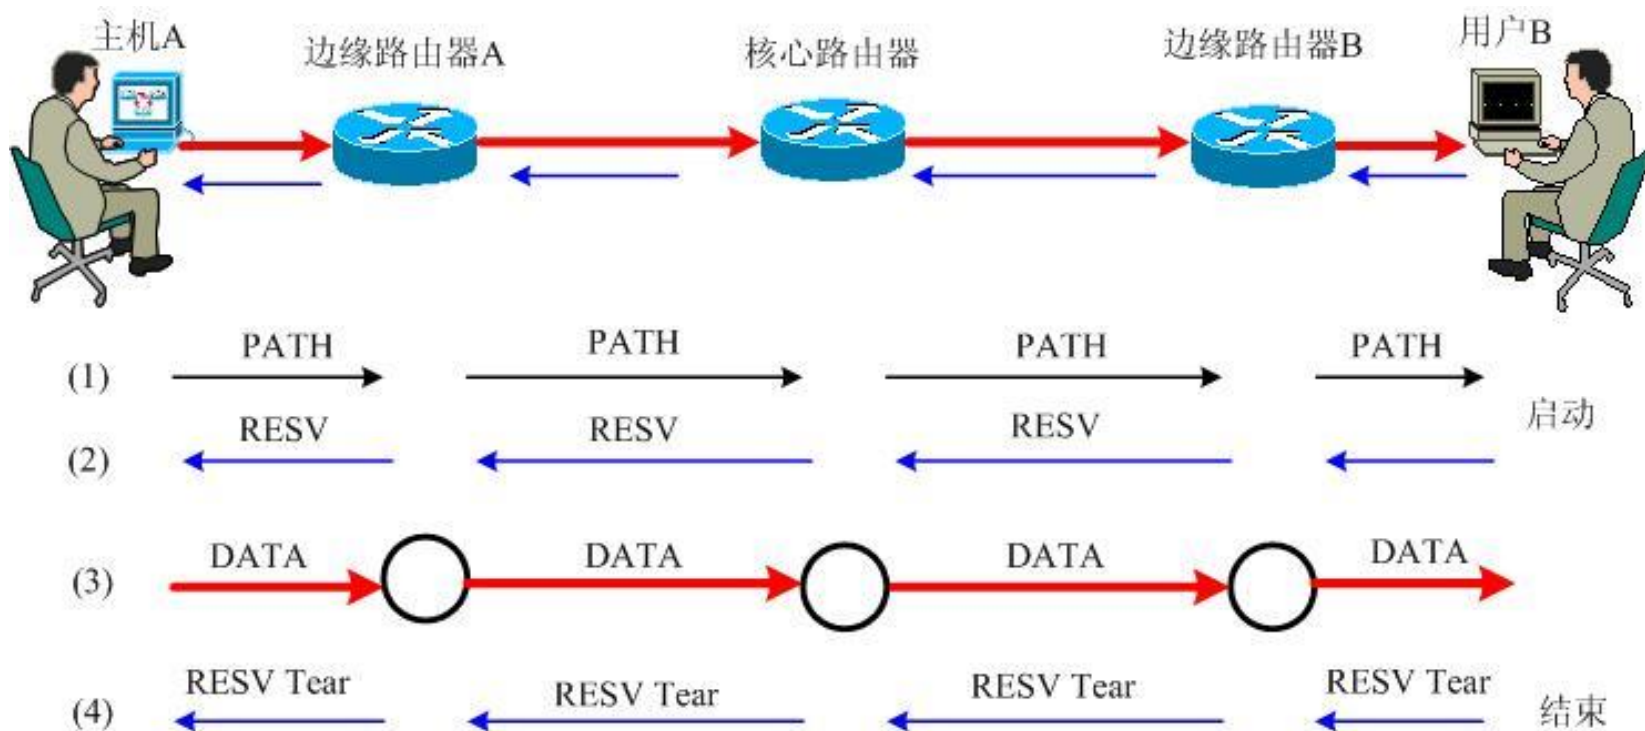 主机A
边缘路由器A
核心路由器
边缘路由器B
用户B
(1) PATH PATH PATH PATH
启动
(2) RESV RESV RESV
(3) DATA DATA DATA DATA
(4) RESV Tear RESV Tear RESV Tear RESV Tear
结束